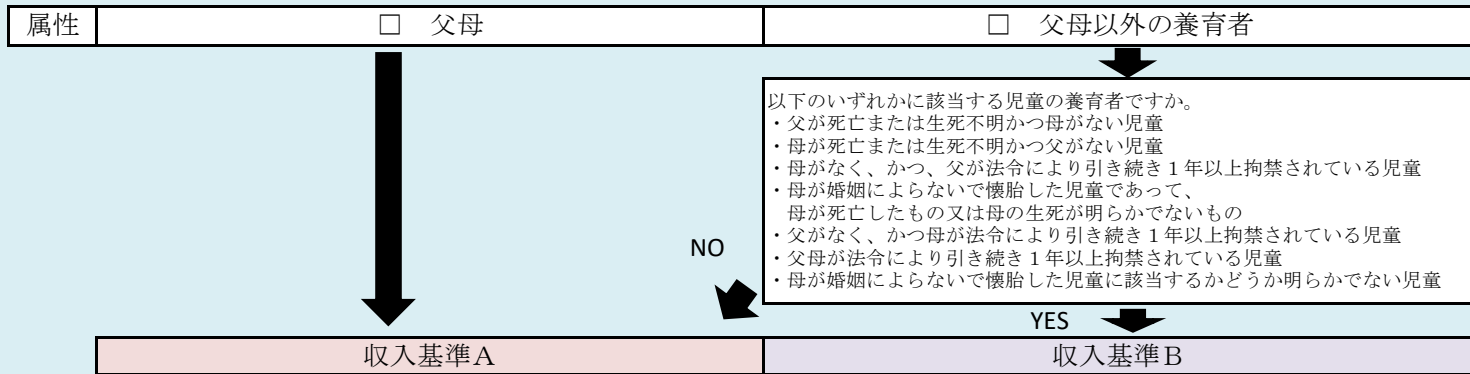 属性 □ 父母 □ 父母以外の養育者
以下のいずれかに該当する児童の養育者ですか。
・父が死亡または生死不明かつ母がない児童
・母が死亡または生死不明かつ父がない児童
・母がなく、かつ、父が法令により引き続き１年以上拘禁されている児童
・母が婚姻によらないで懐胎した児童であって、
母が死亡したもの又は母の生死が明らかでないもの
・父がなく、かつ母が法令により引き続き１年以上拘禁されている児童
・父母が法令により引き続き１年以上拘禁されている児童
・母が婚姻によらないで懐胎した児童に該当するかどうか明らかでない児童
NO
YES
収入基準A 収入基準B